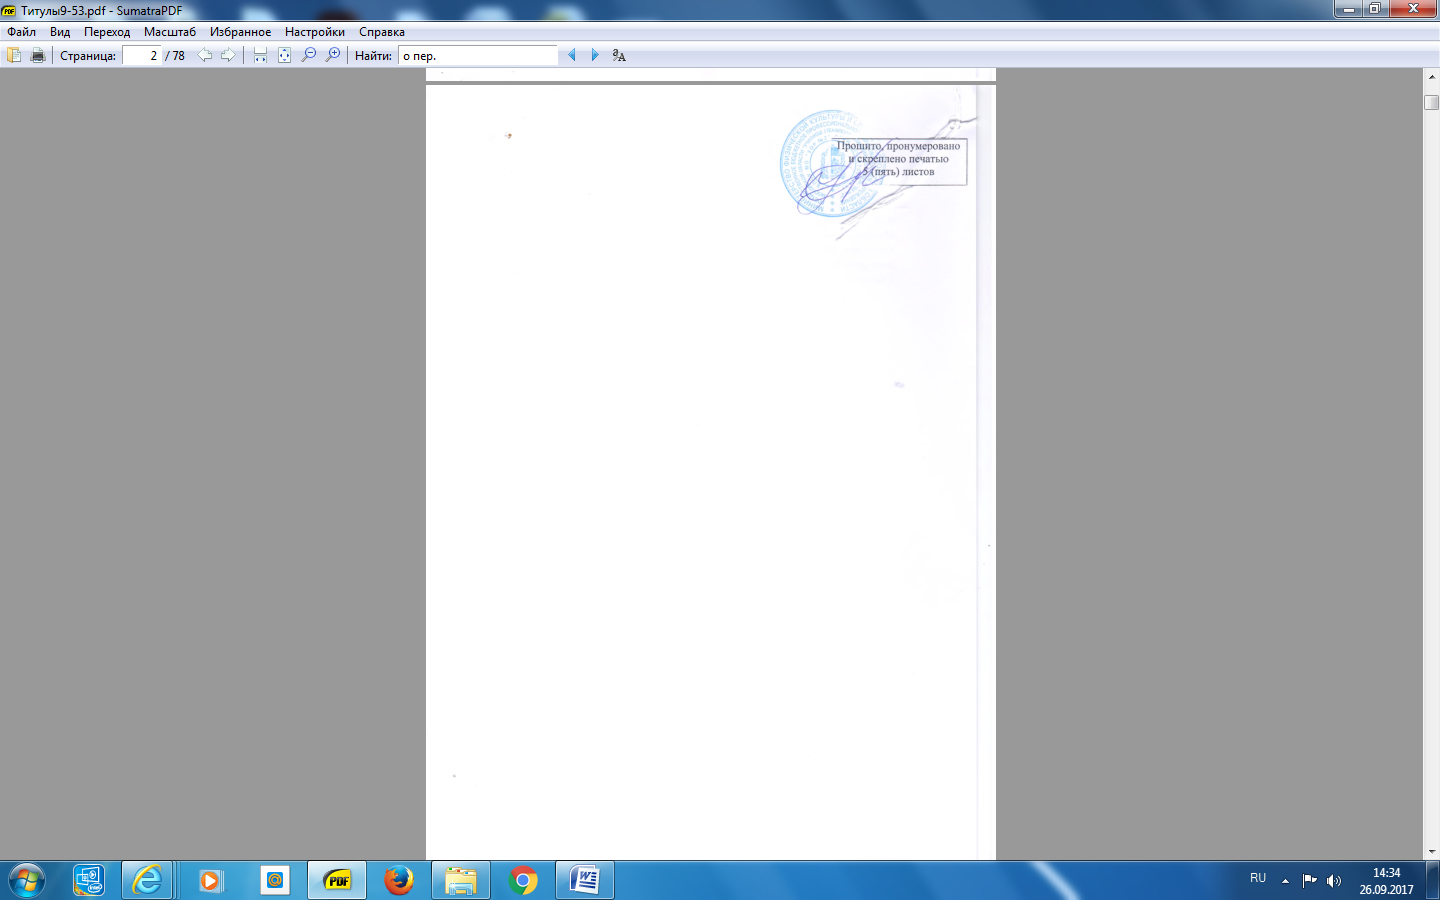 Титулы9-53.pdf - SumatraPDF
Файл Вид Переход Масштаб Избранное Настройки Справка
Страница: 2 / 78 Найти: о пер.
Прошито, пронумеровано
и скреплено печатью
5 (пять) листов
RU
14:34
26.09.2017